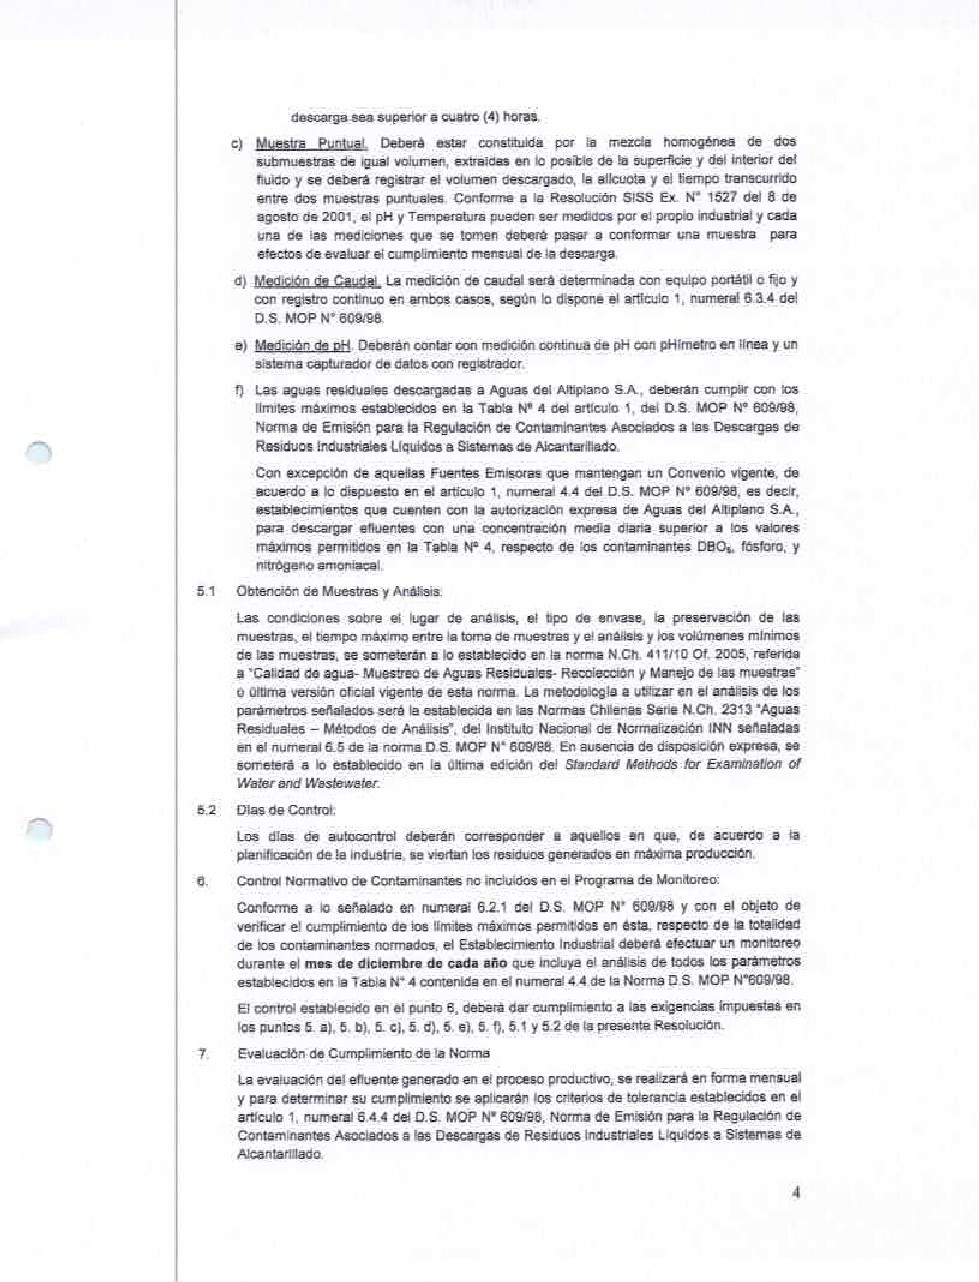 descarga sea superior a cuatro (4) horas.
c) Muestra Puntual. Deberá estar constituida por la mezcla homogénea de dos
submuestras de igual volumen, extraídas en lo posible de la superficie y del interior del
fluido y se deberá registrar el volumen descargado, la alícuota y el tiempo transcurrido
entre dos muestras puntuales. Conforme a la Resolución SISS Ex. N° 1527 del 8 de
agosto de 2001, el pH y Temperatura pueden ser medidos por el propio industrial y cada
una de las mediciones que se tomen deberá pasar a conformar una muestra para
efectos de evaluar el cumplimiento mensual de la descarga.
d) Medición de Caudal. La medición de caudal será determinada con equipo portátil o fijo y
con registro continuo en ambos casos, según lo dispone el artículo 1, numeral 6.3.4 del
D.S. MOP N° 609/98.
e) Medición de pH. Deberán contar con medición continua de pH con pHímetro en línea y un
sistema capturador de datos con registrador.
f) Las aguas residuales descargadas a Aguas del Altiplano S.A., deberán cumplir con los
límites máximos establecidos en la Tabla N° 4 del artículo 1, del D.S. MOP N° 609/98,
Norma de Emisión para la Regulación de Contaminantes Asociados a las Descargas de
Residuos Industriales Líquidos a Sistemas de Alcantarillado.
Con excepción de aquellas Fuentes Emisoras que mantengan un Convenio vigente, de
acuerdo a lo dispuesto en el artículo 1, numeral 4.4 del D.S. MOP N° 609/98, es decir,
establecimientos que cuenten con la autorización expresa de Aguas del Altiplano S.A.,
para descargar efluentes con una concentración media diaria superior a los valores
máximos permitidos en la Tabla N° 4, respecto de los contaminantes DBO₅, fósforo, y
nitrógeno amoniacal.
5.1 Obtención de Muestras y Análisis:
Las condiciones sobre el lugar de análisis, el tipo de envase, la preservación de las
muestras, el tiempo máximo entre la toma de muestras y el análisis y los volúmenes mínimos
de las muestras, se someterán a lo establecido en la norma N.Ch. 411/10 Of. 2005, referida
a "Calidad de agua- Muestreo de Aguas Residuales- Recolección y Manejo de las muestras"
o última versión oficial vigente de esta norma. La metodología a utilizar en el análisis de los
parámetros señalados será la establecida en las Normas Chilenas Serie N.Ch. 2313 "Aguas
Residuales – Métodos de Análisis", del Instituto Nacional de Normalización INN señaladas
en el numeral 6.5 de la norma D.S. MOP N° 609/98. En ausencia de disposición expresa, se
someterá a lo establecido en la última edición del Standard Methods for Examination of
Water and Wastewater.
5.2 Días de Control:
Los días de autocontrol deberán corresponder a aquellos en que, de acuerdo a la
planificación de la industria, se viertan los residuos generados en máxima producción.
6. Control Normativo de Contaminantes no incluidos en el Programa de Monitoreo:
Conforme a lo señalado en numeral 6.2.1 del D.S. MOP N° 609/98 y con el objeto de
verificar el cumplimiento de los límites máximos permitidos en ésta, respecto de la totalidad
de los contaminantes normados, el Establecimiento Industrial deberá efectuar un monitoreo
durante el mes de diciembre de cada año que incluya el análisis de todos los parámetros
establecidos en la Tabla N° 4 contenida en el numeral 4.4 de la Norma D.S. MOP N°609/98.
El control establecido en el punto 6, deberá dar cumplimiento a las exigencias impuestas en
los puntos 5. a), 5. b), 5. c), 5. d), 5. e), 5. f), 5.1 y 5.2 de la presente Resolución.
7. Evaluación de Cumplimiento de la Norma
La evaluación del efluente generado en el proceso productivo, se realizará en forma mensual
y para determinar su cumplimiento se aplicarán los criterios de tolerancia establecidos en el
artículo 1, numeral 6.4.4 del D.S. MOP N° 609/98, Norma de Emisión para la Regulación de
Contaminantes Asociados a las Descargas de Residuos Industriales Líquidos a Sistemas de
Alcantarillado.
4